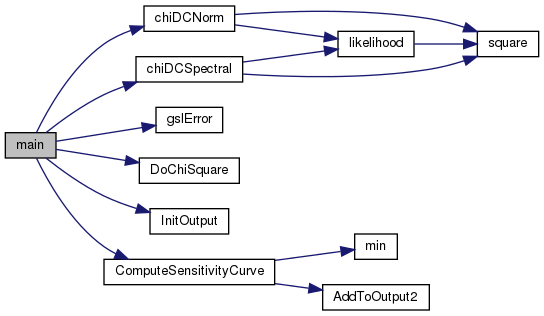 chiDCNorm
likelihood
square
chiDCSpectral
gslError
main
DoChiSquare
InitOutput
min
ComputeSensitivityCurve
AddToOutput2